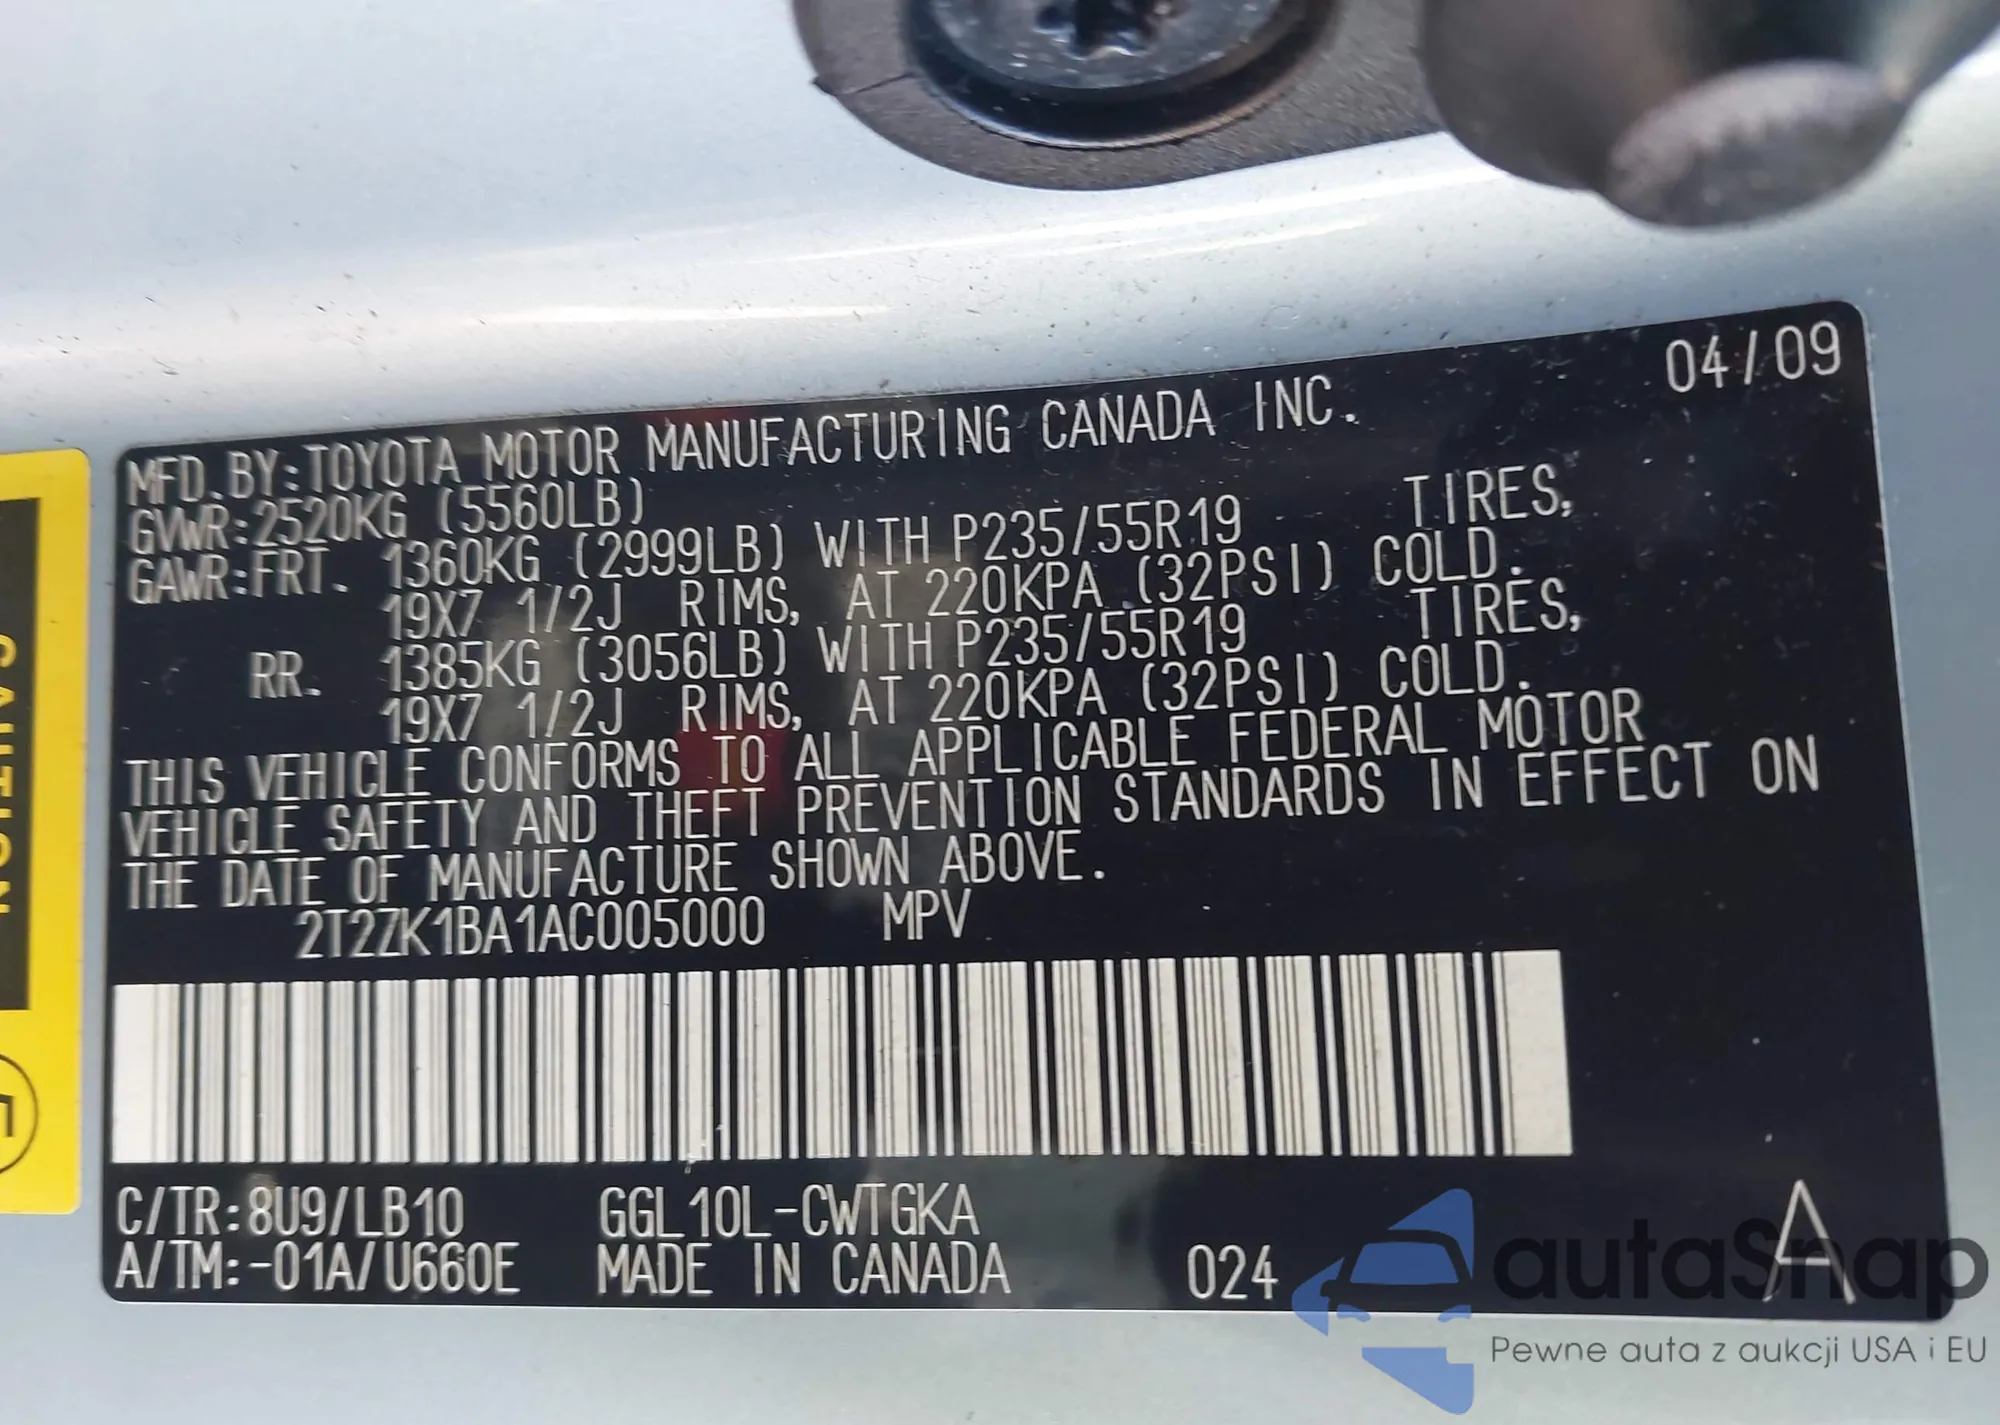 04/09
MFD.BY:TOYOTA MOTOR MANUFACTURING CANADA INC.
GVWR:2520KG (5560LB)
GAWR:FRT. 1360KG (2999LB) WITH P235/55R19 TIRES,
19X7 1/2J RIMS, AT 220KPA (32PSI) COLD.
RR. 1385KG (3056LB) WITH P235/55R19 TIRES,
19X7 1/2J RIMS, AT 220KPA (32PSI) COLD.
THIS VEHICLE CONFORMS TO ALL APPLICABLE FEDERAL MOTOR
VEHICLE SAFETY AND THEFT PREVENTION STANDARDS IN EFFECT ON
THE DATE OF MANUFACTURE SHOWN ABOVE.
2T2ZK1BA1AC005000 MPV
C/TR:8U9/LB10 GGL10L-CWTGKA
A/TM:-01A/U660E MADE IN CANADA 024 A
CAUTION
autaSnap
Pewne auta z aukcji USA i EU